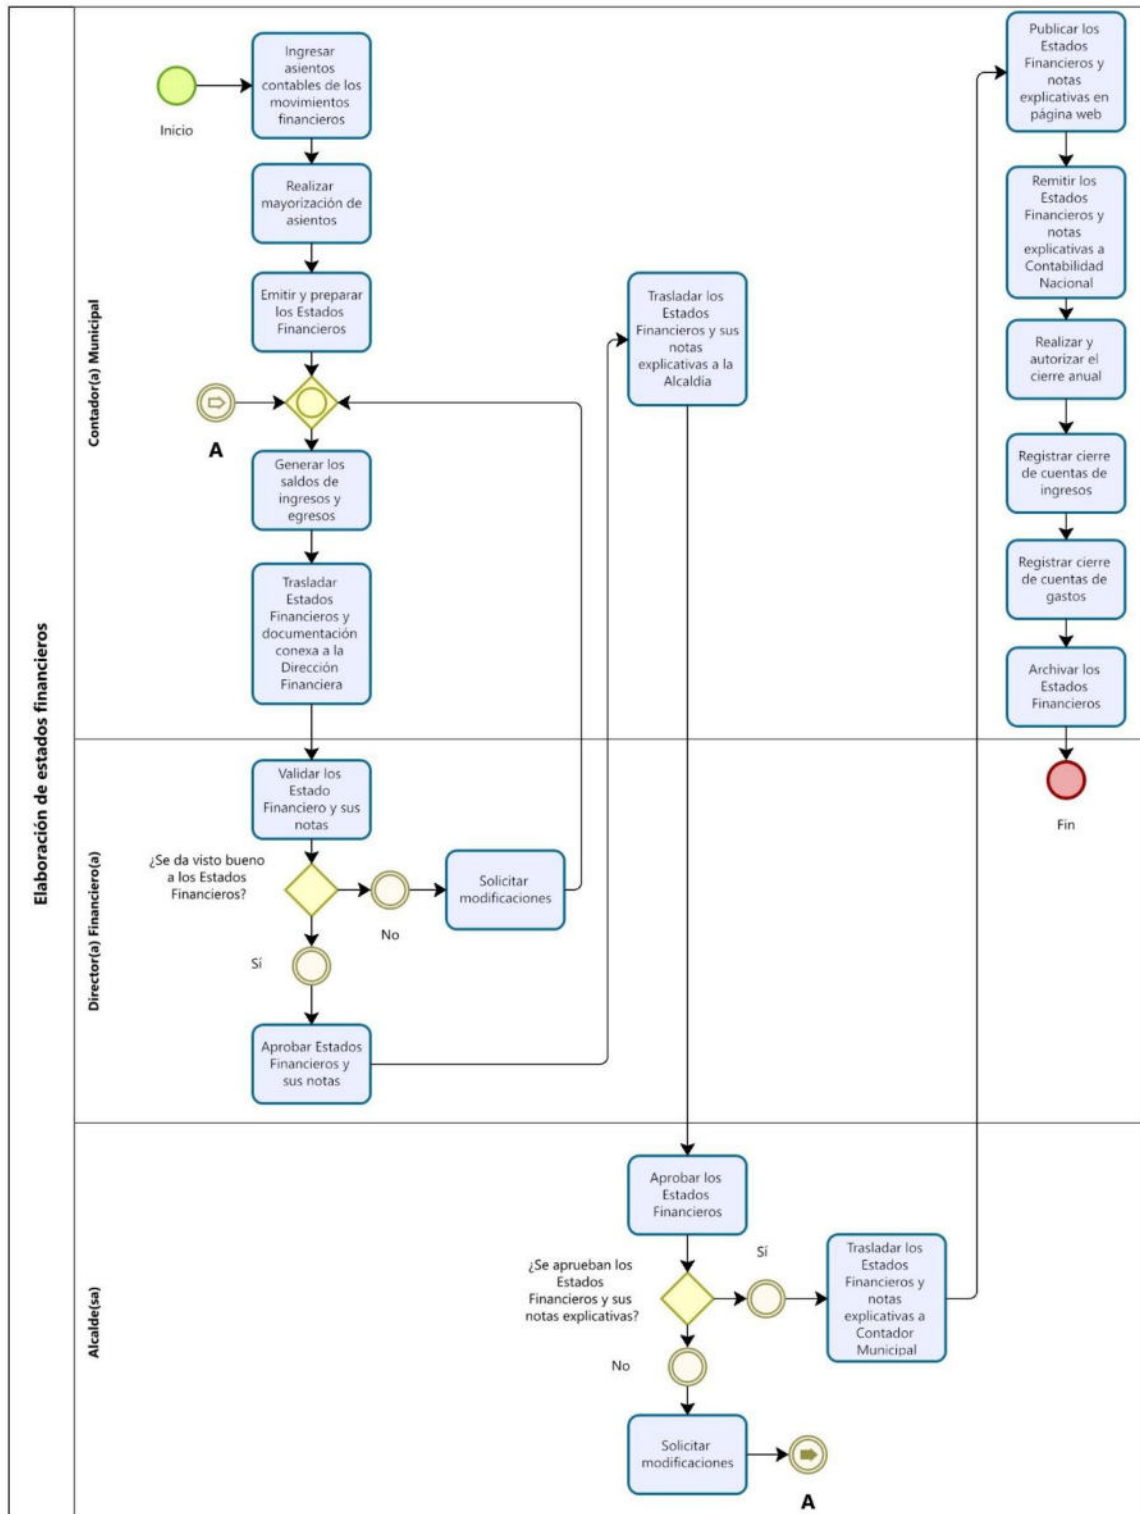 Elaboración de estados financieros
Contador(a) Municipal
Inicio
Ingresar
asientos
contables de los
movimientos
financieros
Realizar
mayorización de
asientos
Emitir y preparar
los Estados
Financieros
A
Generar los
saldos de
ingresos y
egresos
Trasladar
Estados
Financieros y
documentación
conexa a la
Dirección
Financiera
Trasladar los
Estados
Financieros y sus
notas
explicativas a la
Alcaldía
Publicar los
Estados
Financieros y
notas
explicativas en
página web
Remitir los
Estados
Financieros y
notas
explicativas a
Contabilidad
Nacional
Realizar y
autorizar el
cierre anual
Registrar cierre
de cuentas de
ingresos
Registrar cierre
de cuentas de
gastos
Archivar los
Estados
Financieros
Director(a) Financiero(a)
Validar los
Estado
Financiero y sus
notas
¿Se da visto bueno
a los Estados
Financieros?
No
Solicitar
modificaciones
Sí
Aprobar Estados
Financieros y
sus notas
Fin
Alcalde(sa)
Aprobar los
Estados
Financieros
¿Se aprueban los
Estados
Financieros y sus
notas explicativas?
Sí
Trasladar los
Estados
Financieros y
notas
explicativas a
Contador
Municipal
No
Solicitar
modificaciones
A